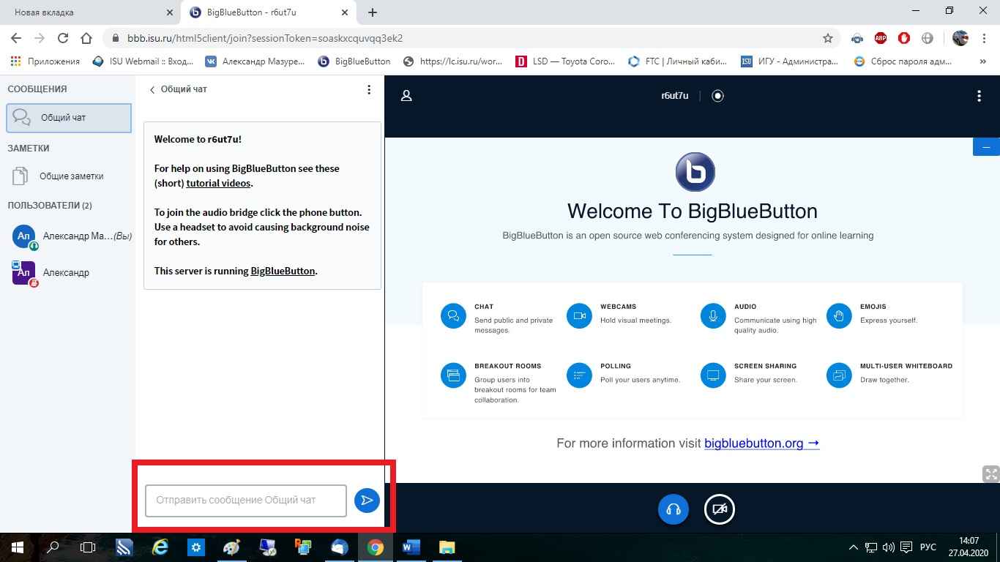 Новая вкладка
BigBlueButton - r6ut7u
bbb.isu.ru/html5client/join?sessionToken=soaskxcquvqq3ek2
ABP
Приложения
ISU Webmail :: Вход...
Александр Мазуре...
BigBlueButton
https://lc.isu.ru/wor...
LSD — Toyota Coro...
FTC | Личный каби...
ИГУ - Администра...
Сброс пароля адм...
СООБЩЕНИЯ
Общий чат
ЗАМЕТКИ
Общие заметки
ПОЛЬЗОВАТЕЛИ (2)
Ал
Александр Ма...(Вы)
Ал
Александр
Общий чат
Welcome to r6ut7u!
For help on using BigBlueButton see these
(short) tutorial videos.
To join the audio bridge click the phone button.
Use a headset to avoid causing background noise
for others.
This server is running BigBlueButton.
Отправить сообщение Общий чат
r6ut7u
b
Welcome To BigBlueButton
BigBlueButton is an open source web conferencing system designed for online learning
CHAT
Send public and private
messages.
WEBCAMS
Hold visual meetings.
AUDIO
Communicate using high
quality audio.
EMOJIS
Express yourself.
BREAKOUT ROOMS
Group users into
breakout rooms for team
collaboration.
POLLING
Poll your users anytime.
SCREEN SHARING
Share your screen.
MULTI-USER WHITEBOARD
Draw together.
For more information visit bigbluebutton.org →
РУС
14:07
27.04.2020